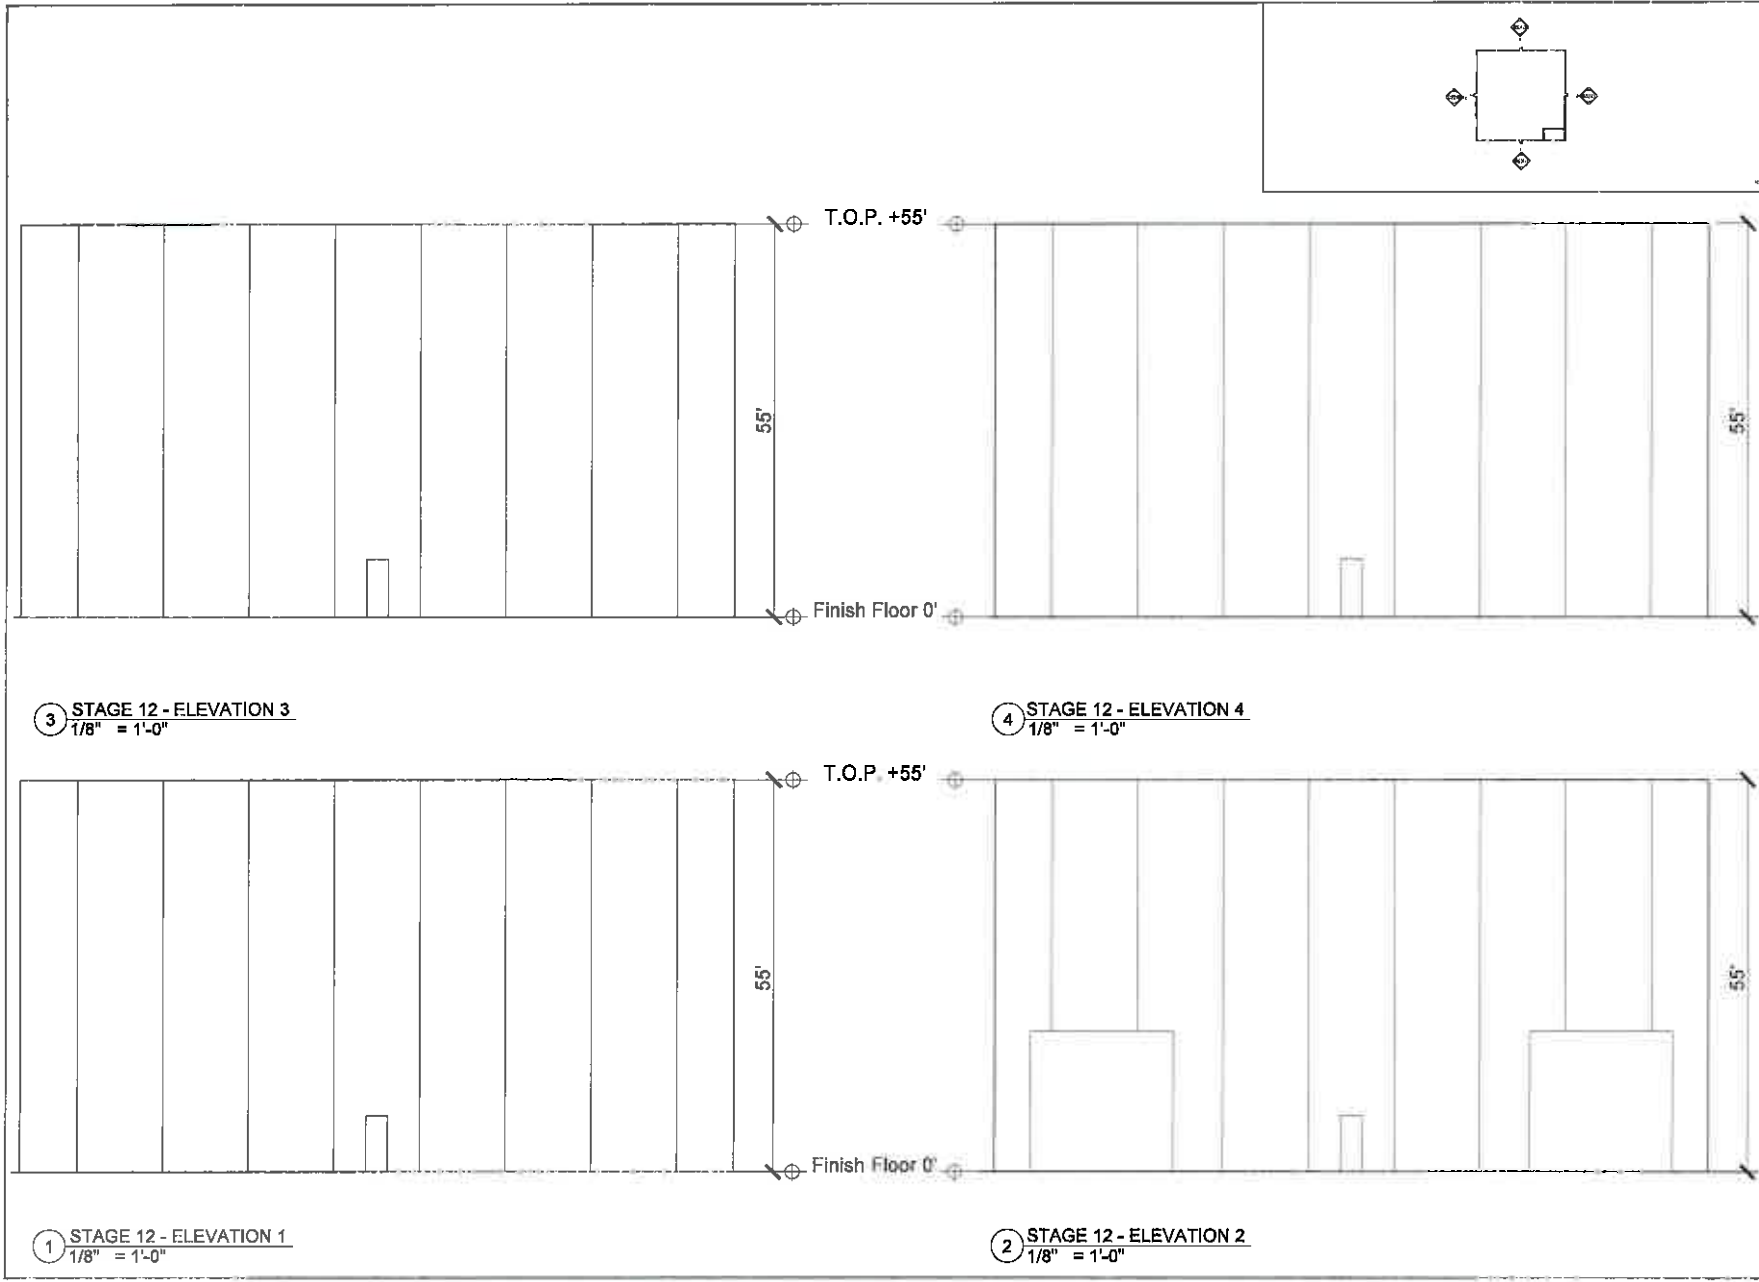 T.O.P. +55'
55'
55'
Finish Floor 0'
3
STAGE 12 - ELEVATION 3
1/8" = 1'-0"
4
STAGE 12 - ELEVATION 4
1/8" = 1'-0"
T.O.P. +55'
55'
55'
Finish Floor 0'
1
STAGE 12 - ELEVATION 1
1/8" = 1'-0"
2
STAGE 12 - ELEVATION 2
1/8" = 1'-0"